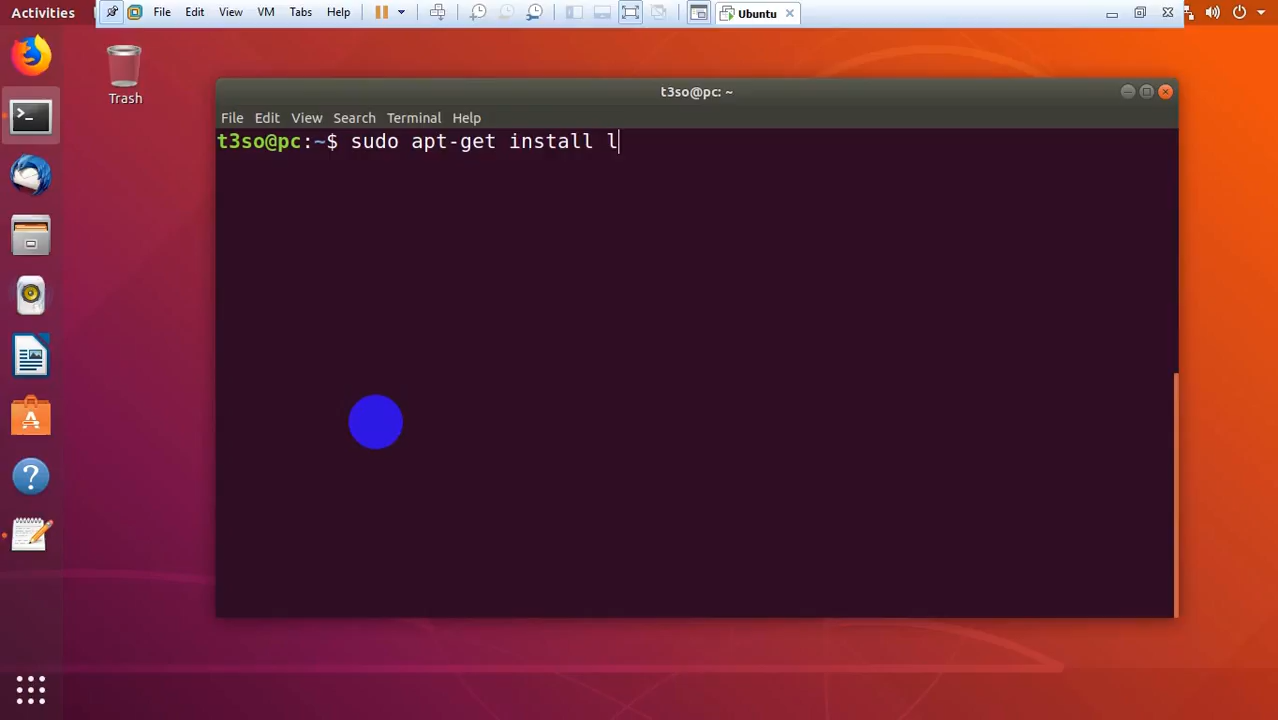 Activities
File Edit View VM Tabs Help
Ubuntu
Trash
t3so@pc: ~
File Edit View Search Terminal Help
t3so@pc:~$ sudo apt-get install l